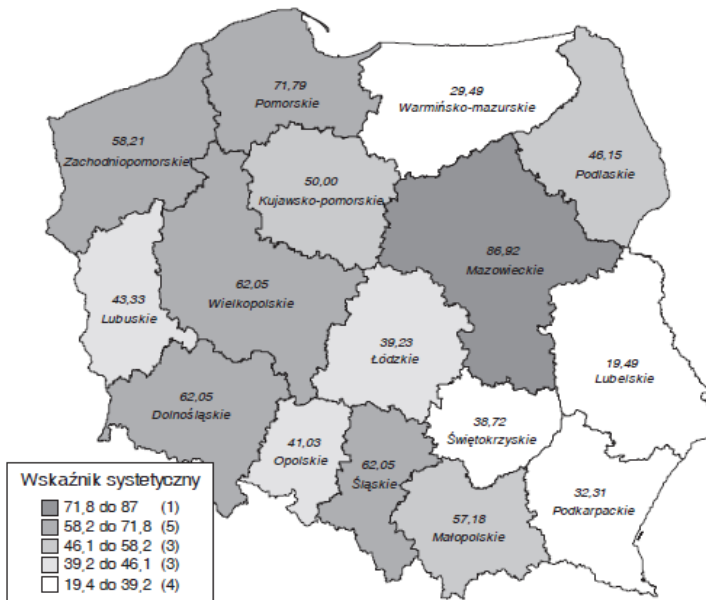 71,79
Pomorskie
29,49
Warmińsko-mazurskie
58,21
Zachodniopomorskie
46,15
Podlaskie
50,00
Kujawsko-pomorskie
86,92
Mazowieckie
62,05
Wielkopolskie
43,33
Lubuskie
39,23
Łódzkie
19,49
Lubelskie
62,05
Dolnośląskie
38,72
Świętokrzyskie
41,03
Opolskie
62,05
Śląskie
32,31
Podkarpackie
57,18
Małopolskie
Wskaźnik systetyczny
71,8 do 87 (1)
58,2 do 71,8 (5)
46,1 do 58,2 (3)
39,2 do 46,1 (3)
19,4 do 39,2 (4)